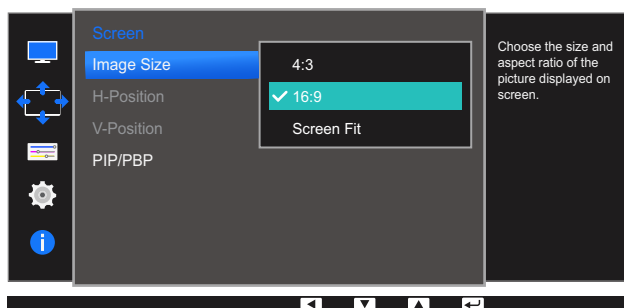 Screen
Image Size
H-Position
V-Position
PIP/PBP
4:3
16:9
Screen Fit
Choose the size and
aspect ratio of the
picture displayed on
screen.